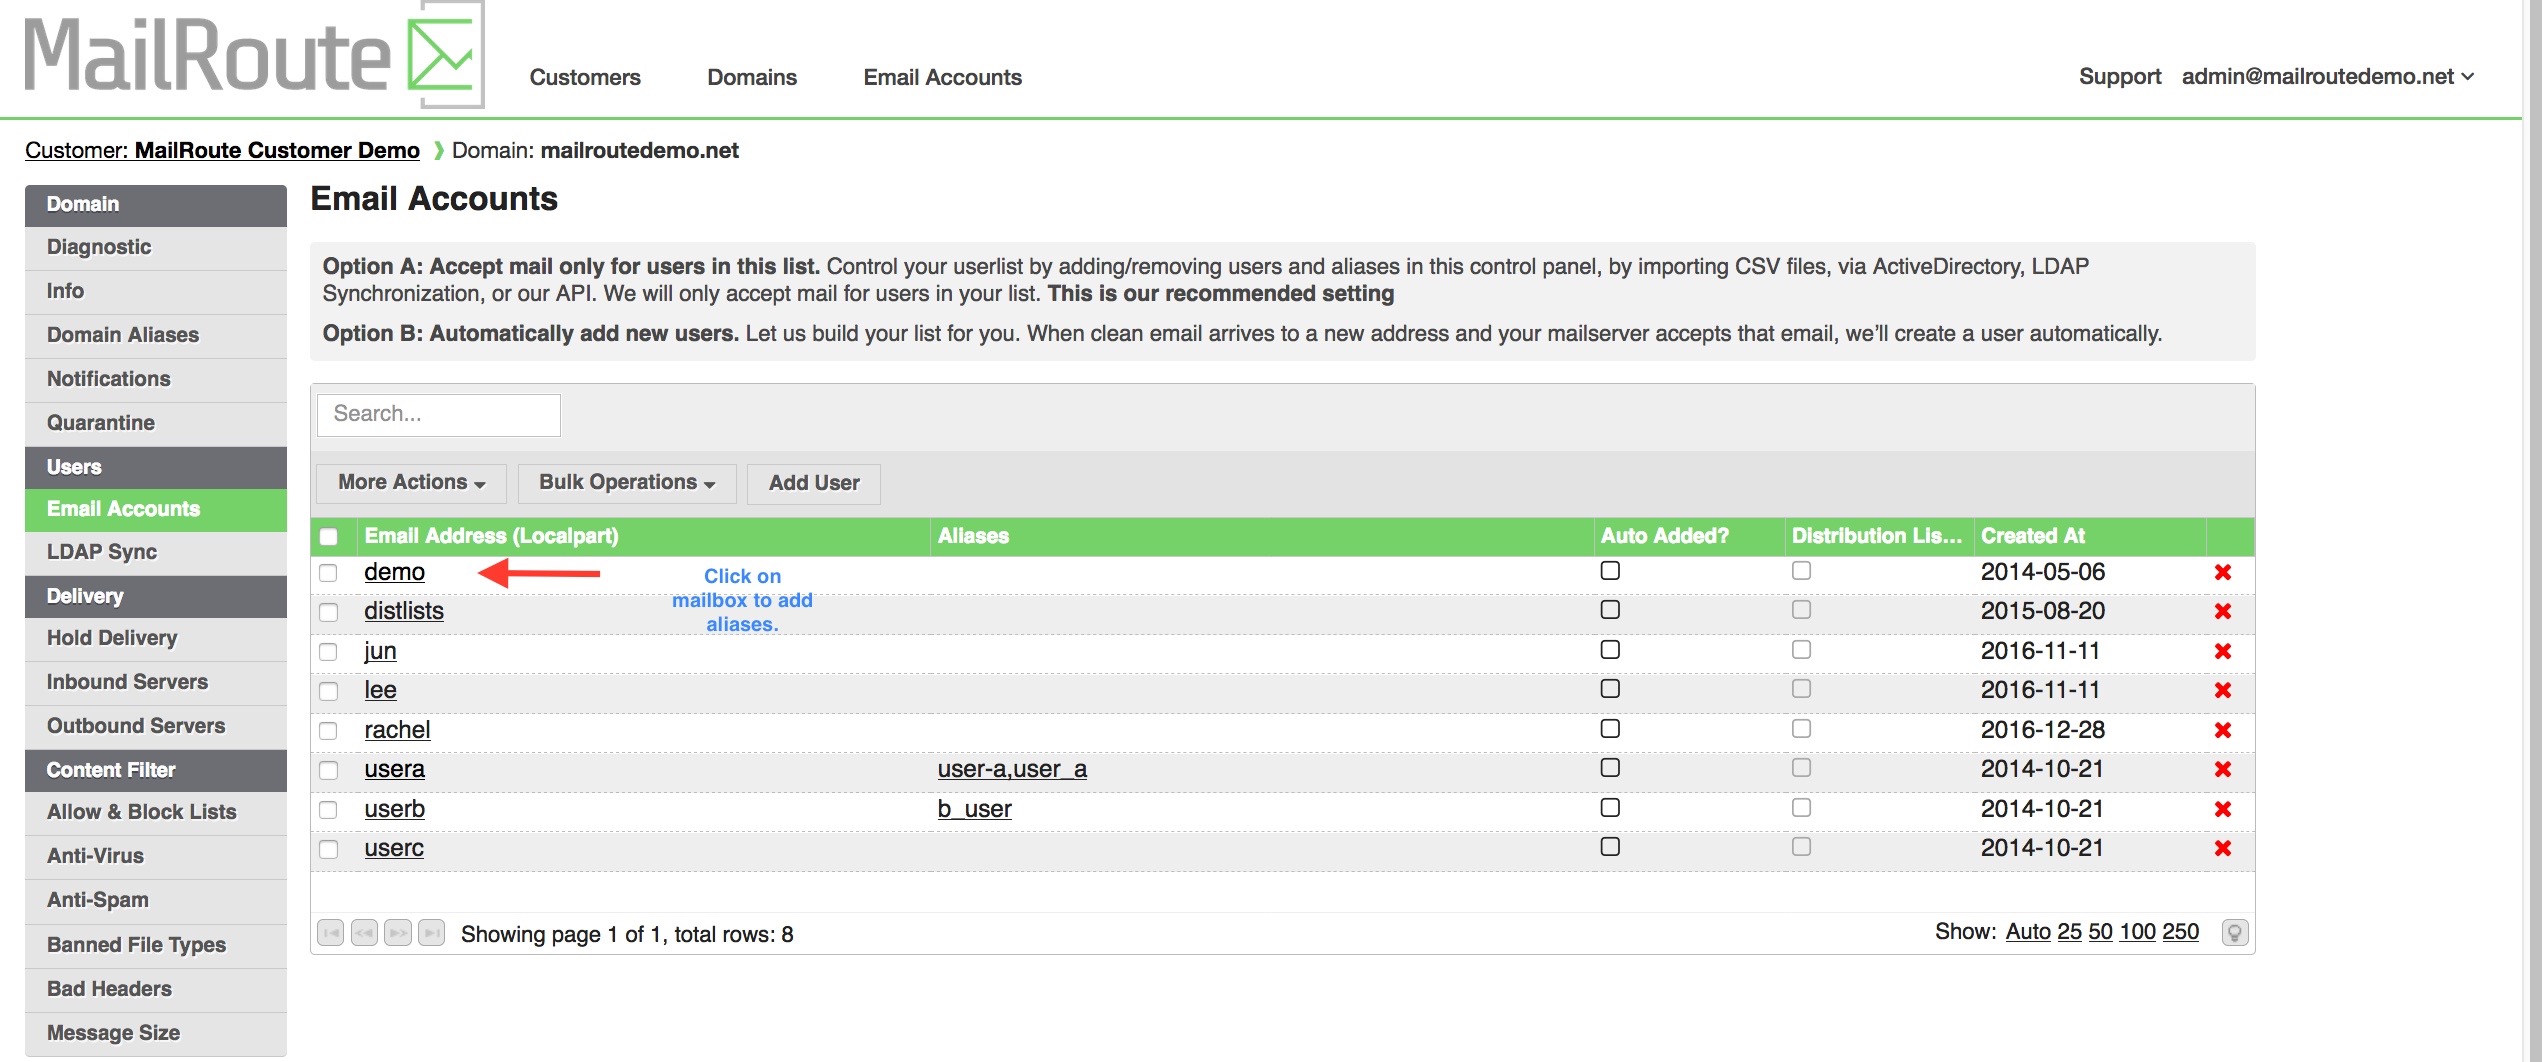 MailRoute
Customers Domains Email Accounts
Support admin@mailroutedemo.net
Customer: MailRoute Customer Demo ❯ Domain: mailroutedemo.net
Domain
Diagnostic
Info
Domain Aliases
Notifications
Quarantine
Users
Email Accounts
LDAP Sync
Delivery
Hold Delivery
Inbound Servers
Outbound Servers
Content Filter
Allow & Block Lists
Anti-Virus
Anti-Spam
Banned File Types
Bad Headers
Message Size
Email Accounts
Option A: Accept mail only for users in this list. Control your userlist by adding/removing users and aliases in this control panel, by importing CSV files, via ActiveDirectory, LDAP
Synchronization, or our API. We will only accept mail for users in your list. This is our recommended setting
Option B: Automatically add new users. Let us build your list for you. When clean email arrives to a new address and your mailserver accepts that email, we’ll create a user automatically.
Search...
More Actions Bulk Operations Add User
Email Address (Localpart) Aliases Auto Added? Distribution Lis... Created At
demo 2014-05-06
Click on
mailbox to add
aliases.
distlists 2015-08-20
jun 2016-11-11
lee 2016-11-11
rachel 2016-12-28
usera user-a,user_a 2014-10-21
userb b_user 2014-10-21
userc 2014-10-21
Showing page 1 of 1, total rows: 8
Show: Auto 25 50 100 250